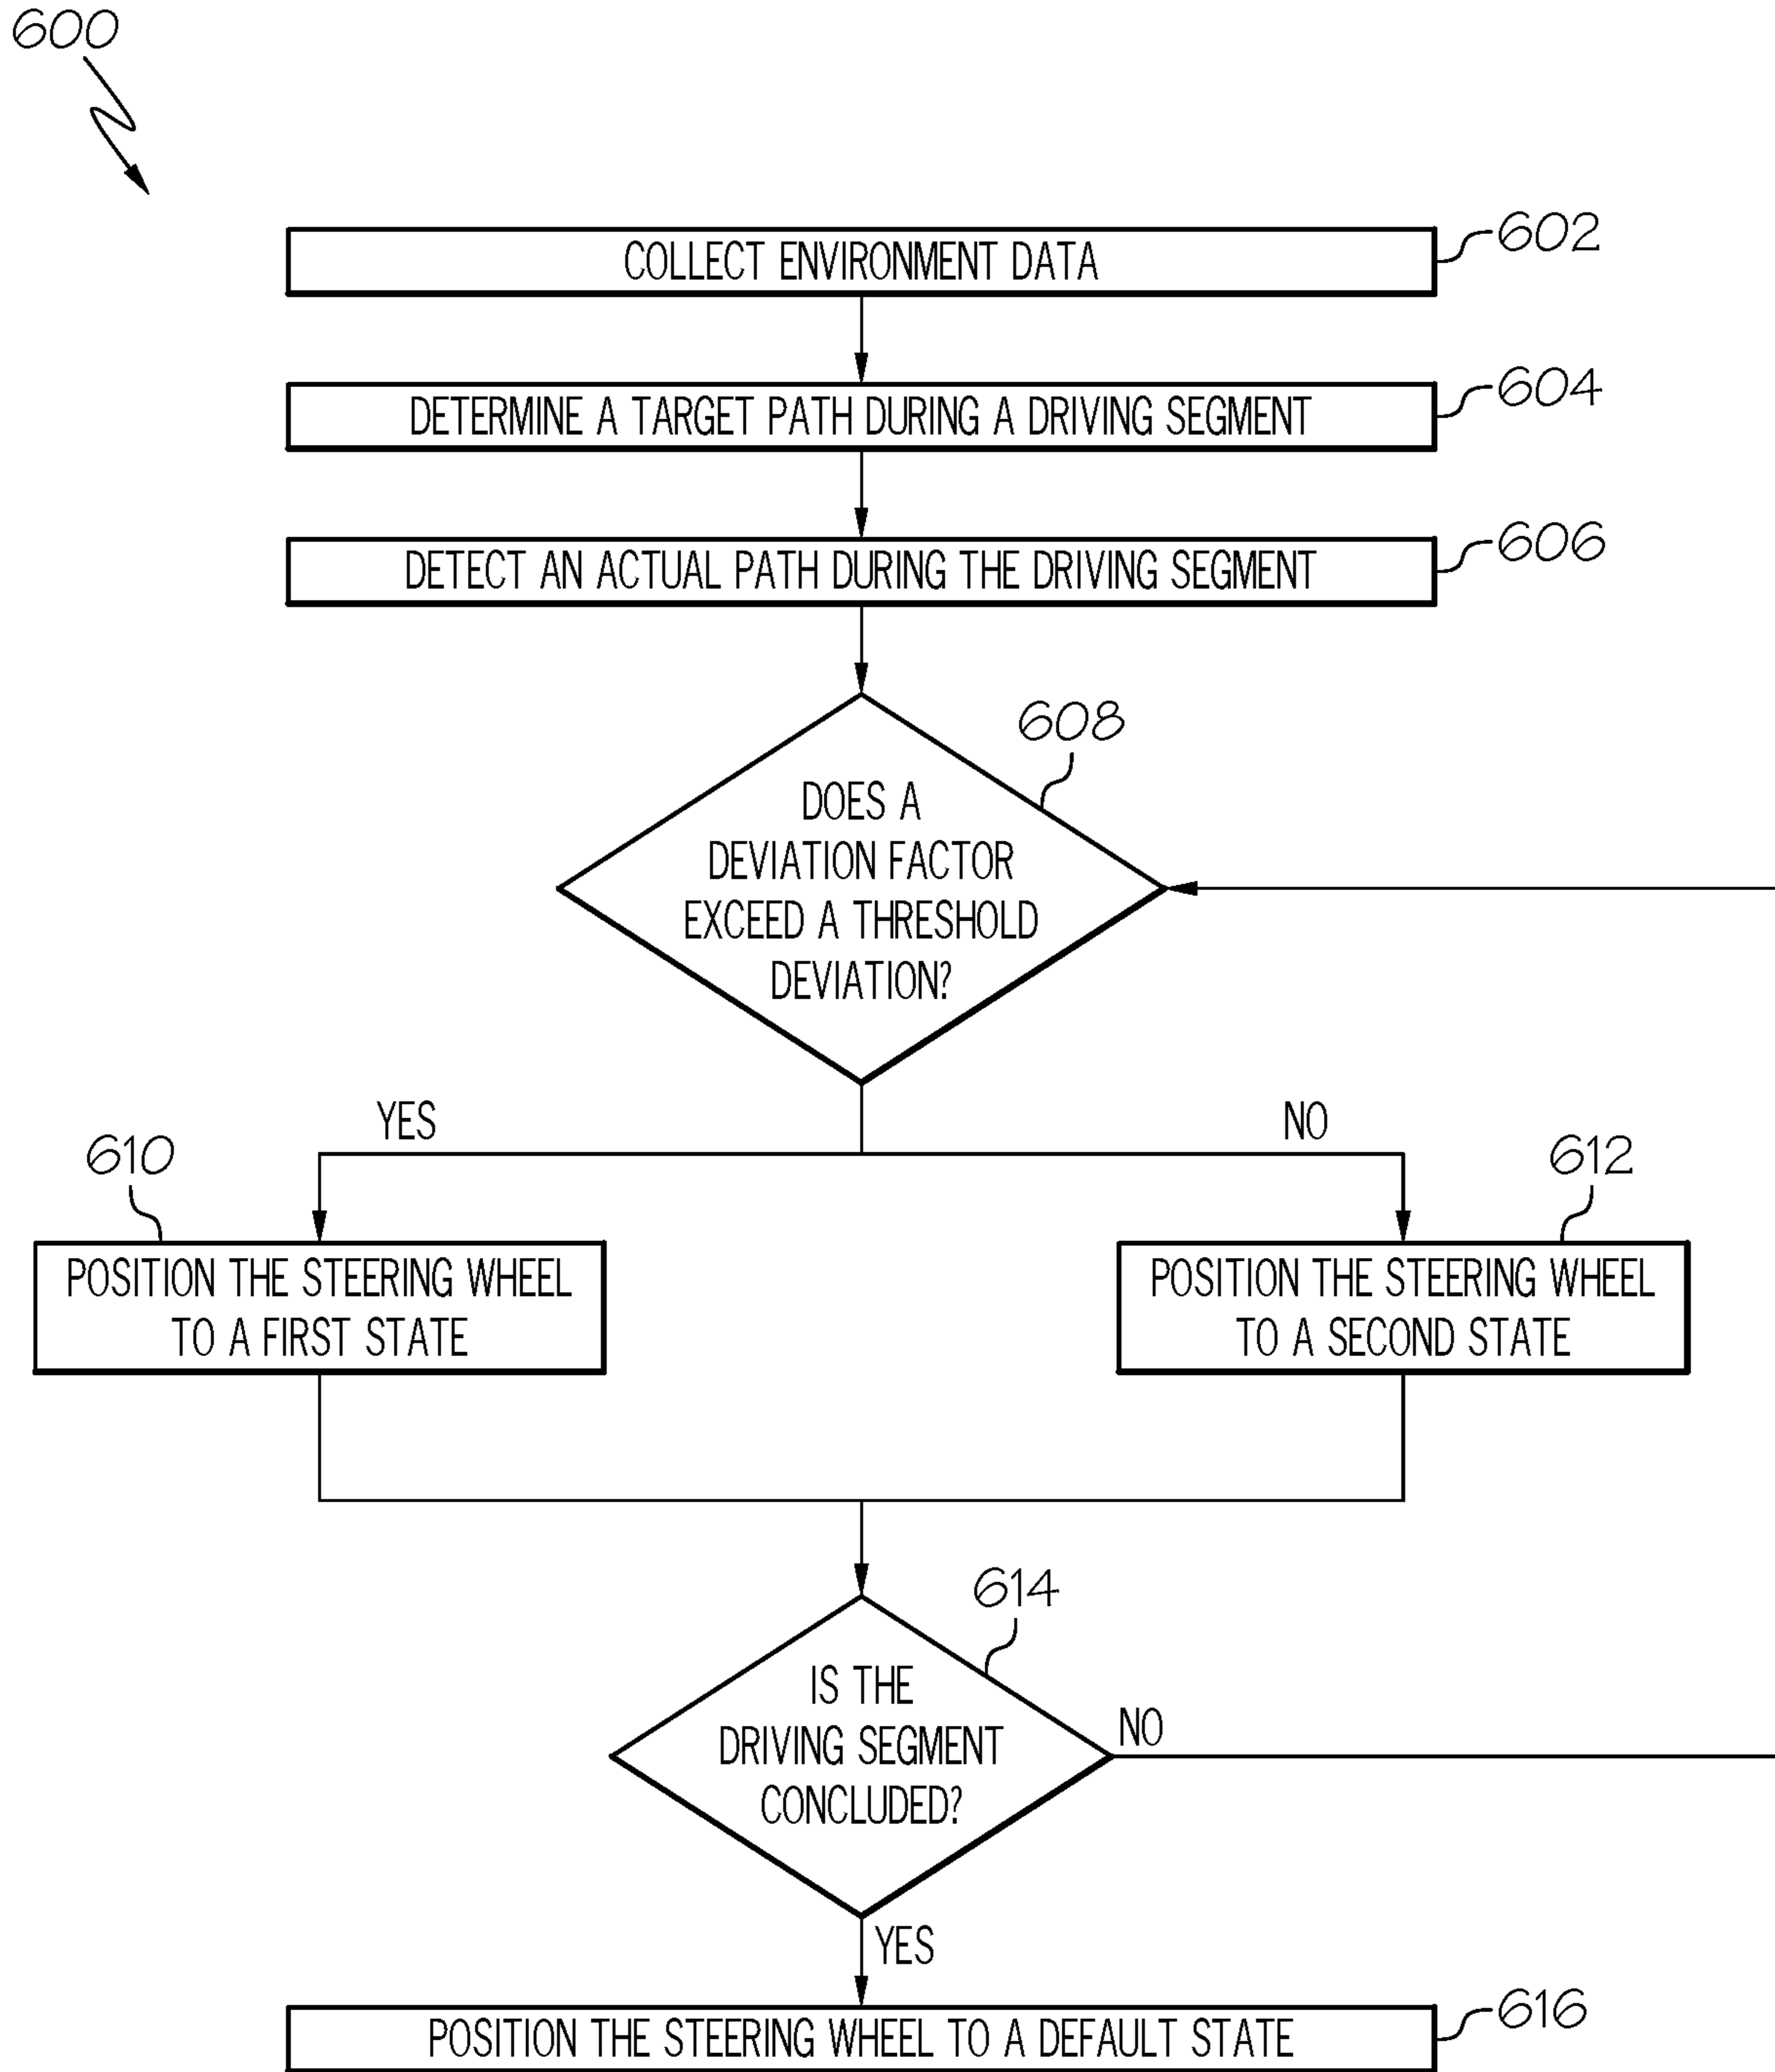 600
COLLECT ENVIRONMENT DATA
602
DETERMINE A TARGET PATH DURING A DRIVING SEGMENT
604
DETECT AN ACTUAL PATH DURING THE DRIVING SEGMENT
606
608
DOES A
DEVIATION FACTOR
EXCEED A THRESHOLD
DEVIATION?
YES
NO
610
612
POSITION THE STEERING WHEEL
TO A FIRST STATE
POSITION THE STEERING WHEEL
TO A SECOND STATE
614
IS THE
DRIVING SEGMENT
CONCLUDED?
NO
YES
POSITION THE STEERING WHEEL TO A DEFAULT STATE
616